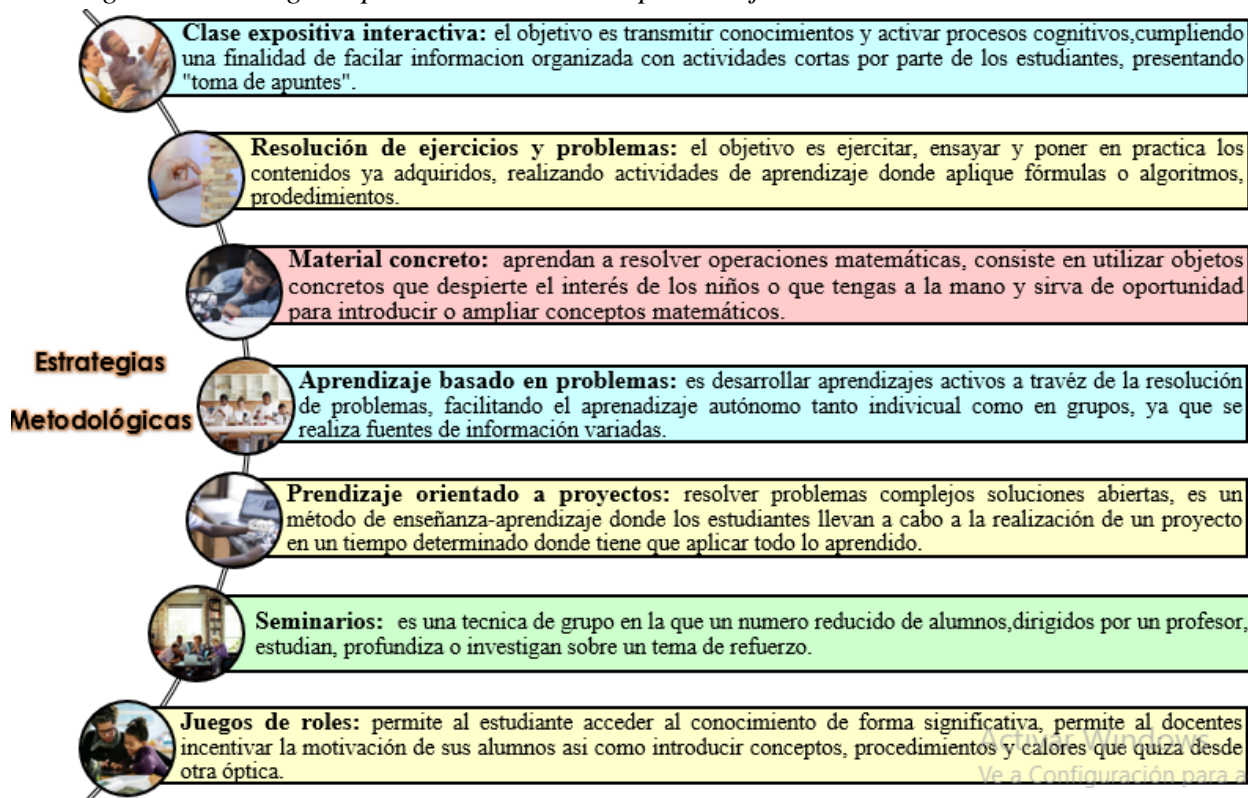 Clase expositiva interactiva: el objetivo es transmitir conocimientos y activar procesos cognitivos,cumpliendo
una finalidad de facilar informacion organizada con actividades cortas por parte de los estudiantes, presentando
"toma de apuntes".
Resolución de ejercicios y problemas: el objetivo es ejercitar, ensayar y poner en practica los
contenidos ya adquiridos, realizando actividades de aprendizaje donde aplique fórmulas o algoritmos,
prodedimientos.
Material concreto: aprendan a resolver operaciones matemáticas, consiste en utilizar objetos
concretos que despierte el interés de los niños o que tengas a la mano y sirva de oportunidad
para introducir o ampliar conceptos matemáticos.
Estrategias
Metodológicas
Aprendizaje basado en problemas: es desarrollar aprendizajes activos a travéz de la resolución
de problemas, facilitando el aprenadizaje autónomo tanto indivicual como en grupos, ya que se
realiza fuentes de información variadas.
Prendizaje orientado a proyectos: resolver problemas complejos soluciones abiertas, es un
método de enseñanza-aprendizaje donde los estudiantes llevan a cabo a la realización de un proyecto
en un tiempo determinado donde tiene que aplicar todo lo aprendido.
Seminarios: es una tecnica de grupo en la que un numero reducido de alumnos,dirigidos por un profesor,
estudian, profundiza o investigan sobre un tema de refuerzo.
Juegos de roles: permite al estudiante acceder al conocimiento de forma significativa, permite al docentes
incentivar la motivación de sus alumnos asi como introducir conceptos, procedimientos y calores que quiza desde
otra óptica.
Activar Windows
Ve a Configuración para a